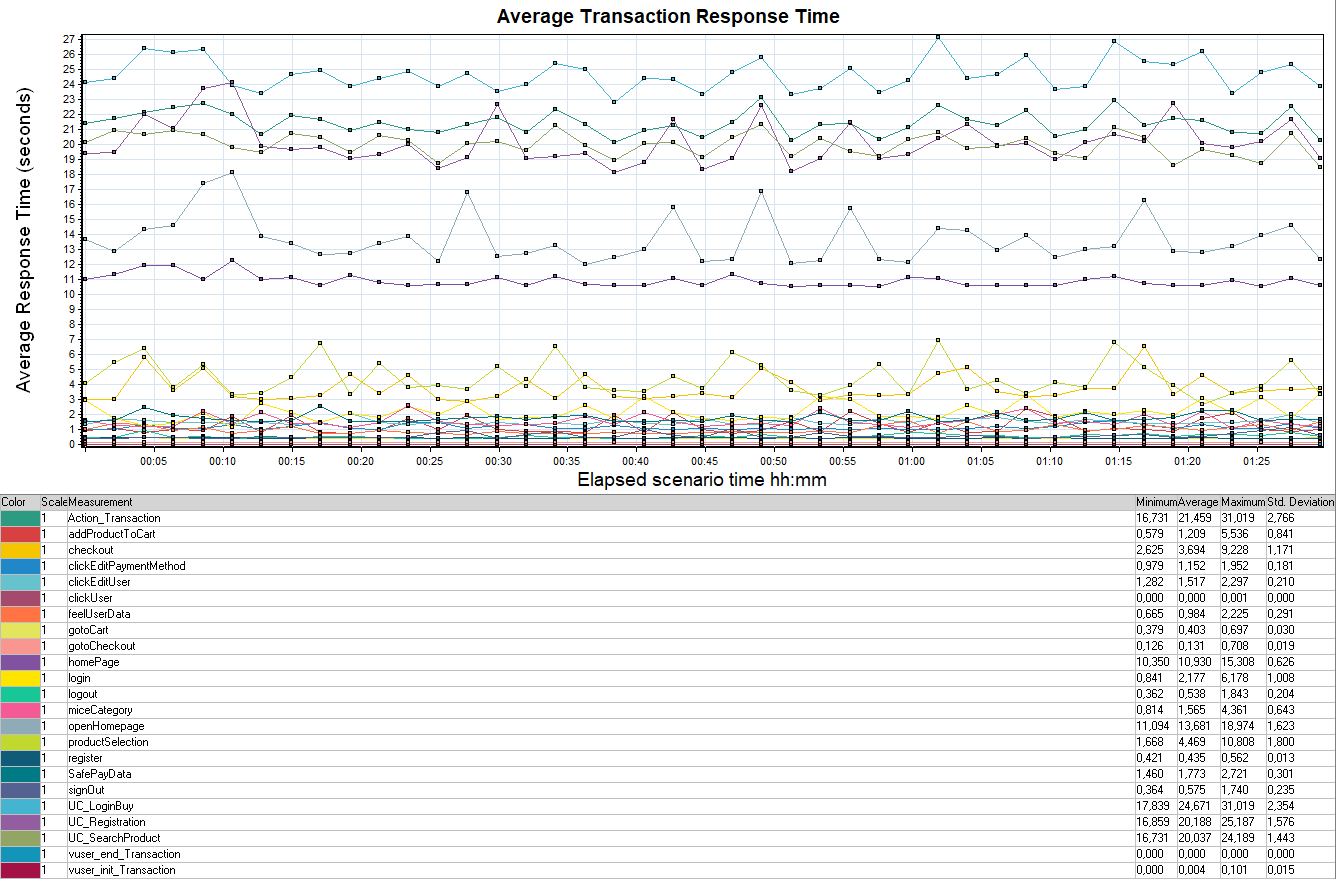 Average Transaction Response Time
Average Response Time (seconds)
27
26
25
24
23
22
21
20
19
18
17
16
15
14
13
12
11
10
9
8
7
6
5
4
3
2
1
0
00:05 00:10 00:15 00:20 00:25 00:30 00:35 00:40 00:45 00:50 00:55 01:00 01:05 01:10 01:15 01:20 01:25
Elapsed scenario time hh:mm
Color Scale Measurement Minimum Average Maximum Std. Deviation
1 Action_Transaction 16,731 21,459 31,019 2,766
1 addProductToCart 0,579 1,209 5,536 0,841
1 checkout 2,625 3,694 9,228 1,171
1 clickEditPaymentMethod 0,979 1,152 1,952 0,181
1 clickEditUser 1,282 1,517 2,297 0,210
1 clickUser 0,000 0,000 0,001 0,000
1 feelUserData 0,665 0,984 2,225 0,291
1 gotoCart 0,379 0,403 0,697 0,030
1 gotoCheckout 0,126 0,131 0,708 0,019
1 homePage 10,350 10,930 15,308 0,626
1 login 0,841 2,177 6,178 1,008
1 logout 0,362 0,538 1,843 0,204
1 miceCategory 0,814 1,565 4,361 0,643
1 openHomepage 11,094 13,681 18,974 1,623
1 productSelection 1,668 4,469 10,808 1,800
1 register 0,421 0,435 0,562 0,013
1 SafePayData 1,460 1,773 2,721 0,301
1 signOut 0,364 0,575 1,740 0,235
1 UC_LoginBuy 17,839 24,671 31,019 2,354
1 UC_Registration 16,859 20,188 25,187 1,576
1 UC_SearchProduct 16,731 20,037 24,189 1,443
1 vuser_end_Transaction 0,000 0,000 0,000 0,000
1 vuser_init_Transaction 0,000 0,004 0,101 0,015